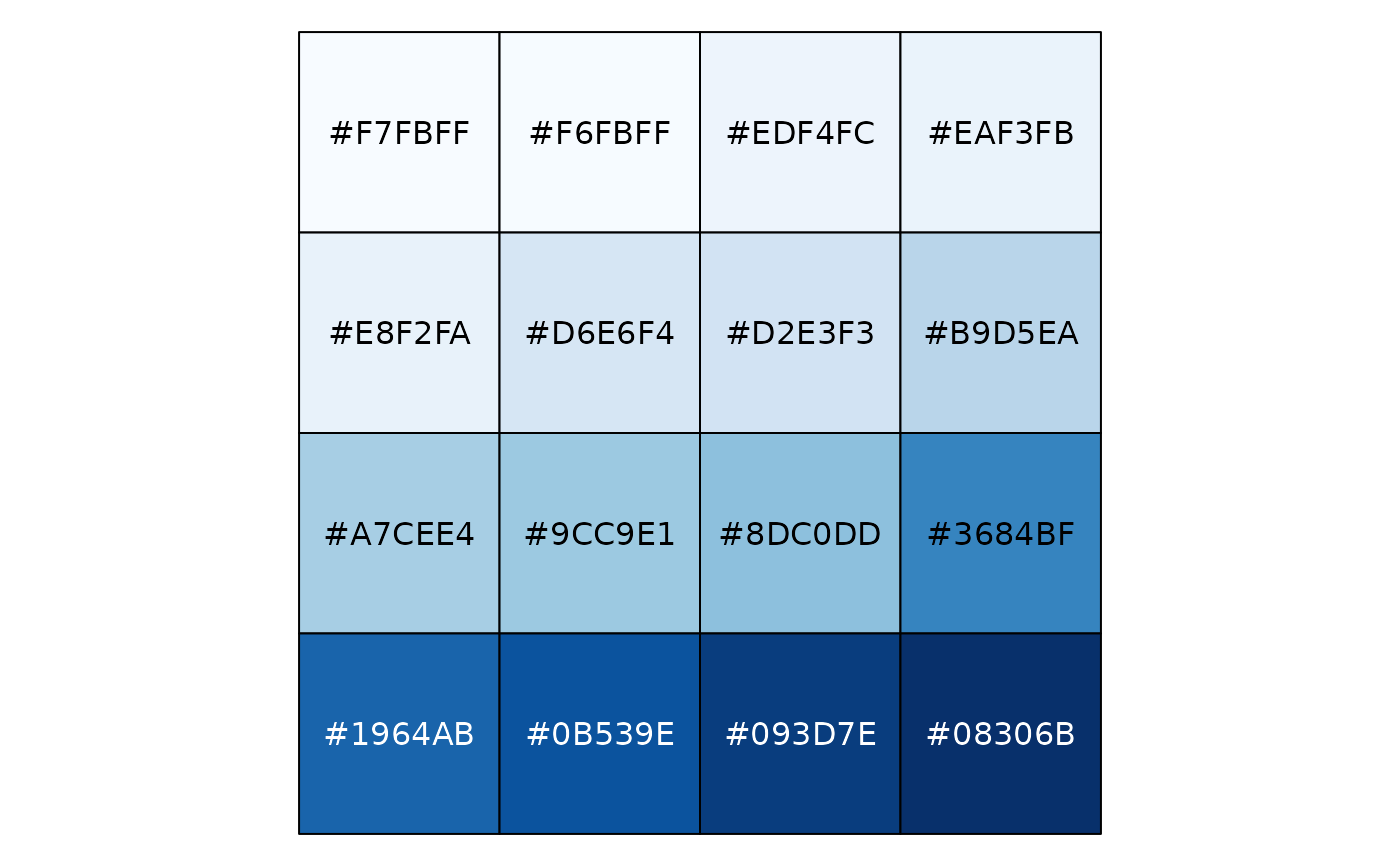 #F7FBFF #F6FBFF #EDF4FC #EAF3FB
#E8F2FA #D6E6F4 #D2E3F3 #B9D5EA
#A7CEE4 #9CC9E1 #8DC0DD #3684BF
#1964AB #0B539E #093D7E #08306B